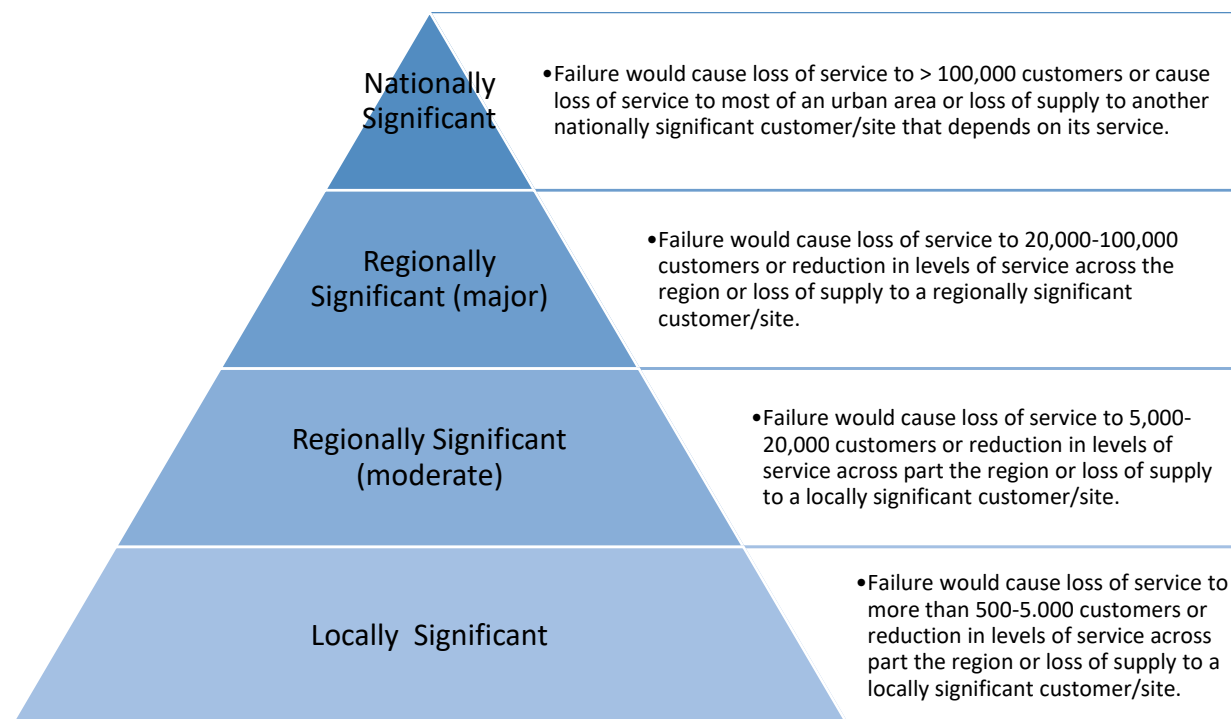 Nationally
Significant
•Failure would cause loss of service to > 100,000 customers or cause
loss of service to most of an urban area or loss of supply to another
nationally significant customer/site that depends on its service.
Regionally
Significant (major)
•Failure would cause loss of service to 20,000-100,000
customers or reduction in levels of service across the
region or loss of supply to a regionally significant
customer/site.
Regionally Significant
(moderate)
•Failure would cause loss of service to 5,000-
20,000 customers or reduction in levels of
service across part the region or loss of supply
to a locally significant customer/site.
Locally  Significant
•Failure would cause loss of service to
more than 500-5.000 customers or
reduction in levels of service across
part the region or loss of supply to a
locally significant customer/site.